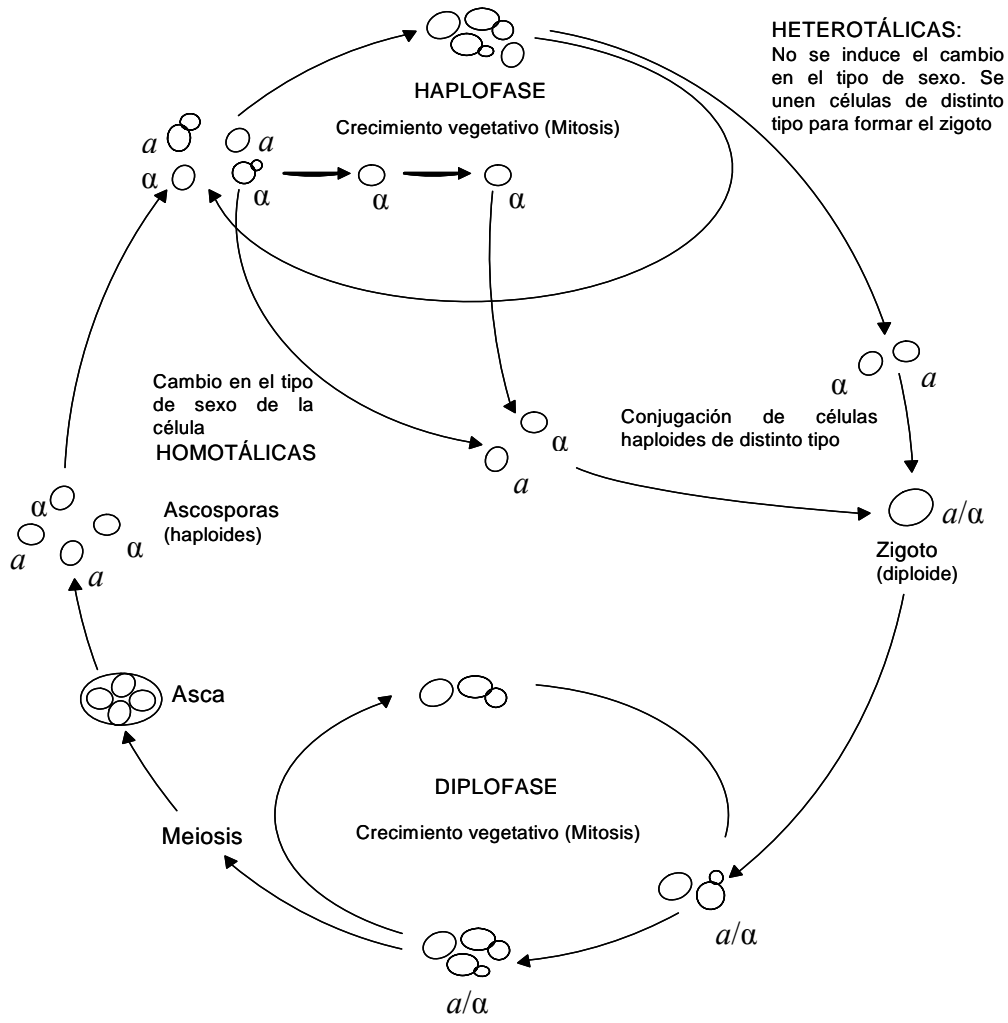 HETEROTÁLICAS:
No se induce el cambio
en el tipo de sexo. Se
unen células de distinto
tipo para formar el zigoto
HAPLOFASE
Crecimiento vegetativo (Mitosis)
a
a
α
α
α
α
Cambio en el tipo
de sexo de la
célula
HOMOTÁLICAS
α
a
Conjugación de células
haploides de distinto tipo
α
a
a/α
Zigoto
(diploide)
Ascosporas
(haploides)
α
a
α
a
Asca
Meiosis
DIPLOFASE
Crecimiento vegetativo (Mitosis)
a/α
a/α